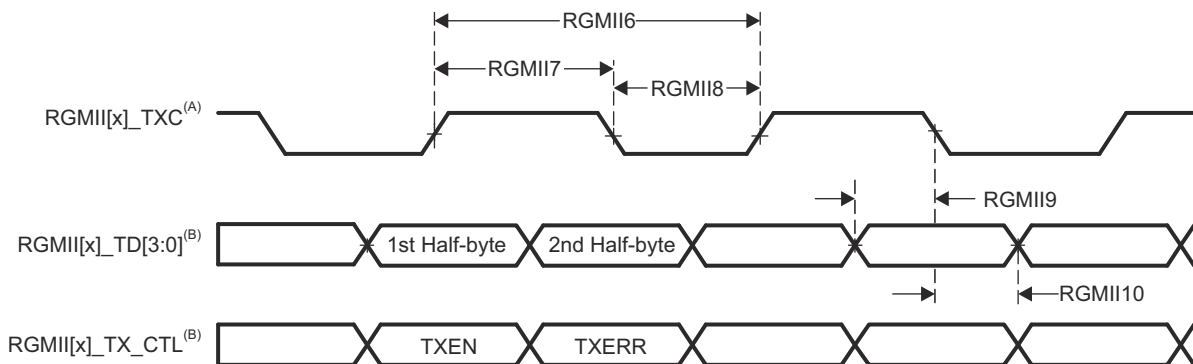 RGMII6
RGMII7
RGMII8
RGMII[x]_TXC(A)
RGMII9
RGMII[x]_TD[3:0](B)
1st Half-byte
2nd Half-byte
RGMII10
RGMII[x]_TX_CTL(B)
TXEN
TXERR